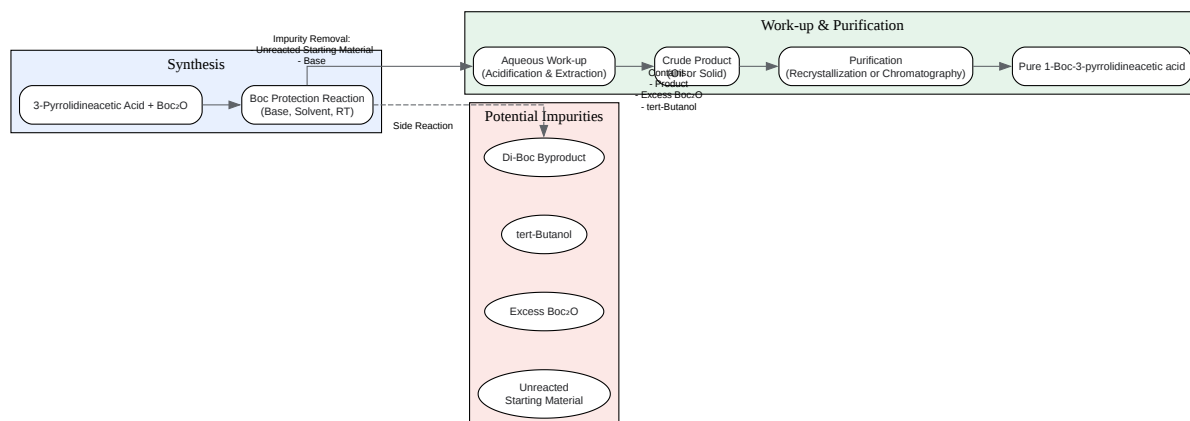 Work-up & Purification
Impurity Removal:
- Unreacted Starting Material
- Base
Synthesis
3-Pyrrolidineacetic Acid + Boc₂O
Boc Protection Reaction
(Base, Solvent, RT)
Aqueous Work-up
(Acidification & Extraction)
Crude Product
(Oil or Solid)
Contains:
- Product
- Excess Boc₂O
- tert-Butanol
Purification
(Recrystallization or Chromatography)
Pure 1-Boc-3-pyrrolidineacetic acid
Side Reaction
Potential Impurities
Di-Boc Byproduct
tert-Butanol
Excess Boc₂O
Unreacted
Starting Material